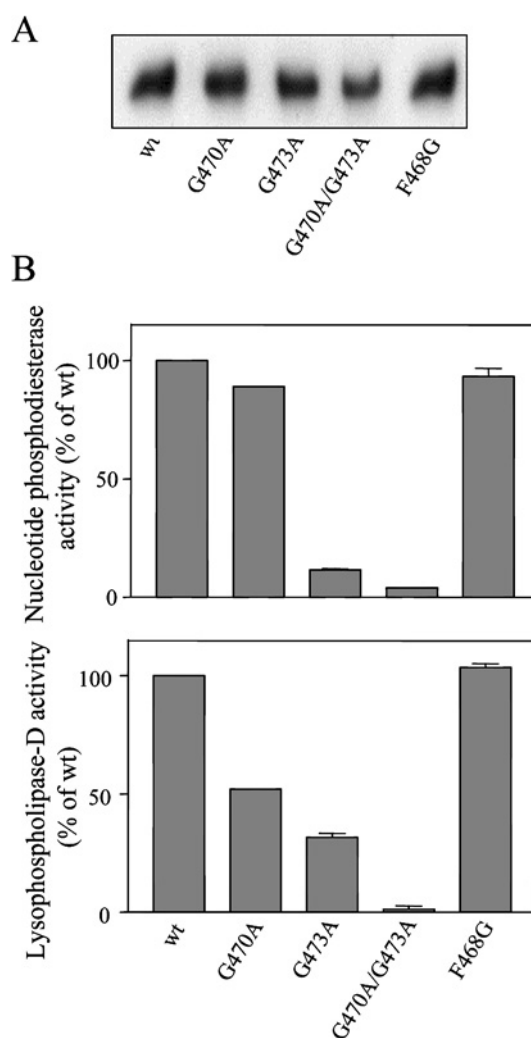 A
wt
G470A
G473A
G470A/G473A
F468G
B
Nucleotide phosphodiesterase
activity (% of wt)
100
50
0
Lysophospholipase-D activity
(% of wt)
100
50
0
wt
G470A
G473A
G470A/G473A
F468G